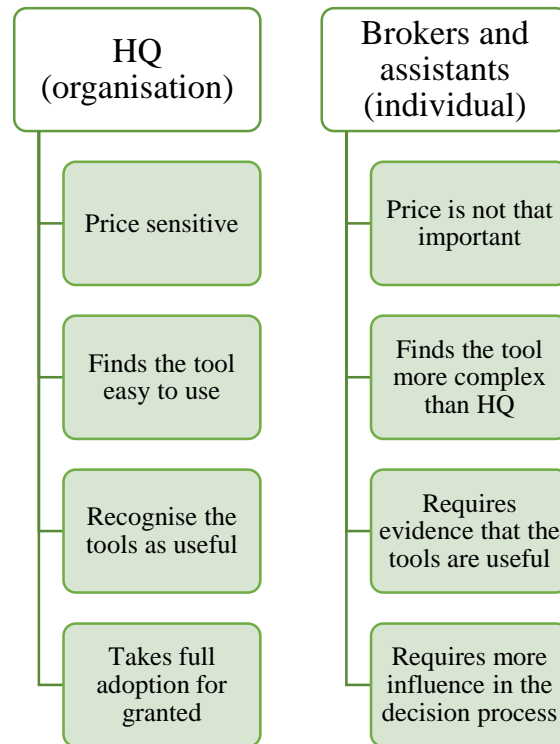 HQ
(organisation)
Price sensitive
Finds the tool
easy to use
Recognise the
tools as useful
Takes full
adoption for
granted
Brokers and
assistants
(individual)
Price is not that
important
Finds the tool
more complex
than HQ
Requires
evidence that the
tools are useful
Requires more
influence in the
decision process